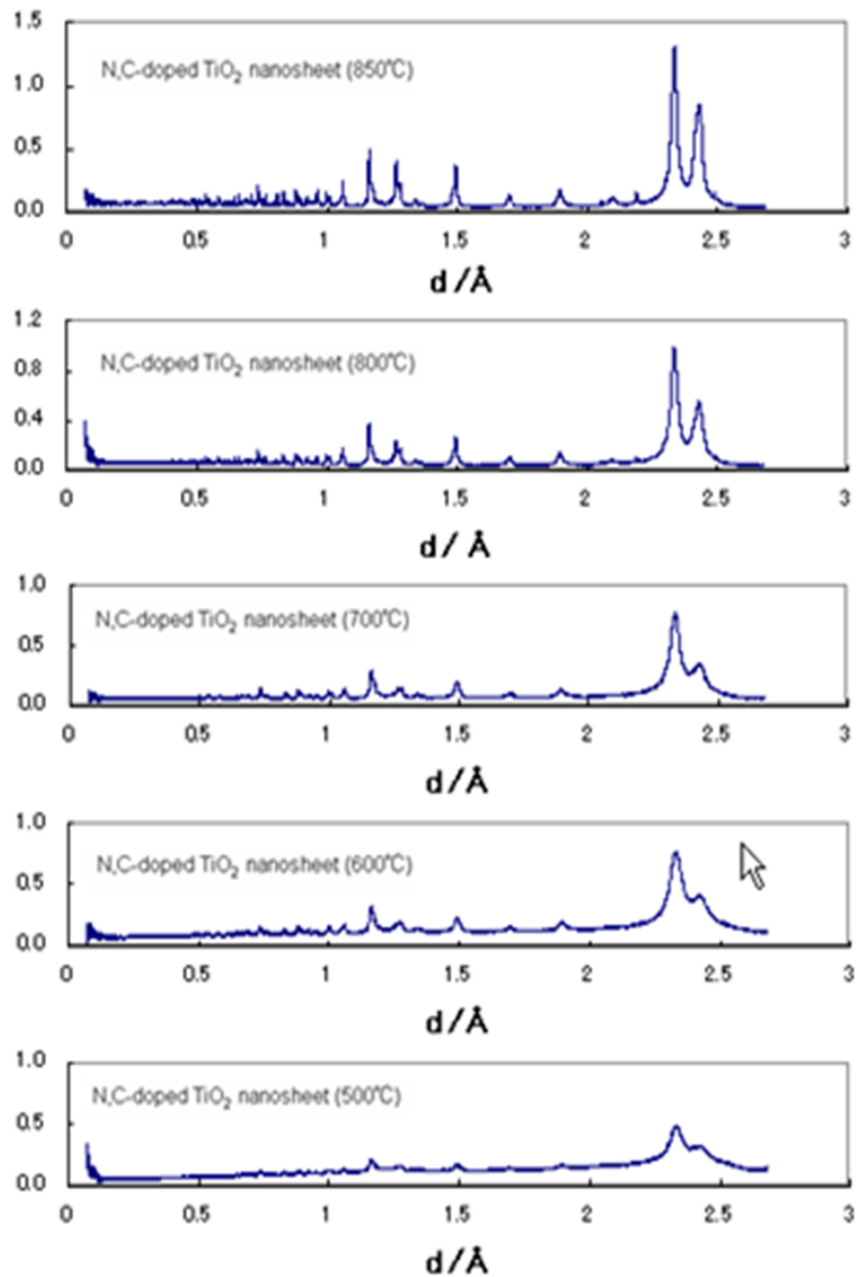 1.5
N,C-doped TiO₂ nanosheet (850℃)
1.0
0.5
0.0
0 0.5 1 1.5 2 2.5 3
d /Å
1.2
N,C-doped TiO₂ nanosheet (800℃)
0.8
0.4
0.0
0 0.5 1 1.5 2 2.5 3
d / Å
1.0
N,C-doped TiO₂ nanosheet (700℃)
0.5
0.0
0 0.5 1 1.5 2 2.5 3
d /Å
1.0
N,C-doped TiO₂ nanosheet (600℃)
0.5
0.0
0 0.5 1 1.5 2 2.5 3
d /Å
1.0
N,C-doped TiO₂ nanosheet (500℃)
0.5
0.0
0 0.5 1 1.5 2 2.5 3
d /Å